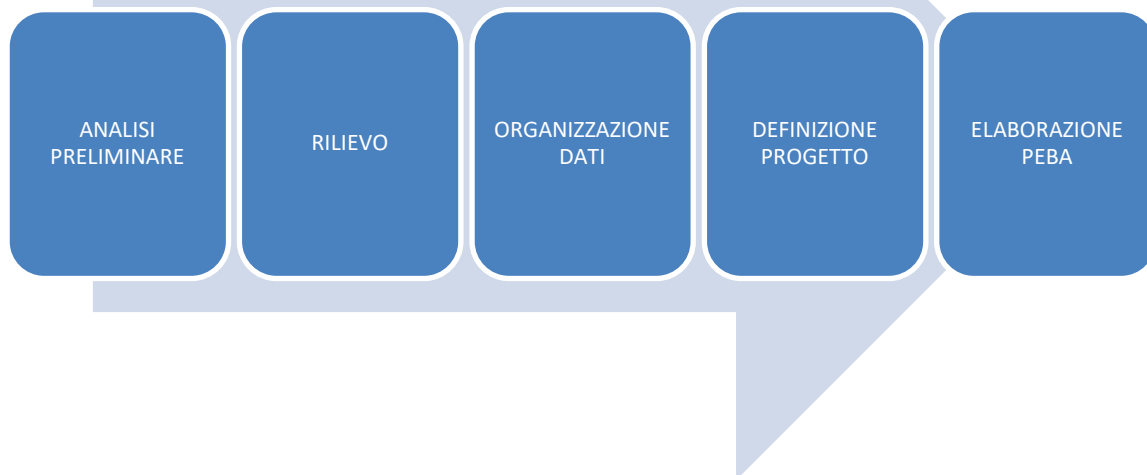 ANALISI
PRELIMINARE
RILIEVO
ORGANIZZAZIONE
DATI
DEFINIZIONE
PROGETTO
ELABORAZIONE
PEBA